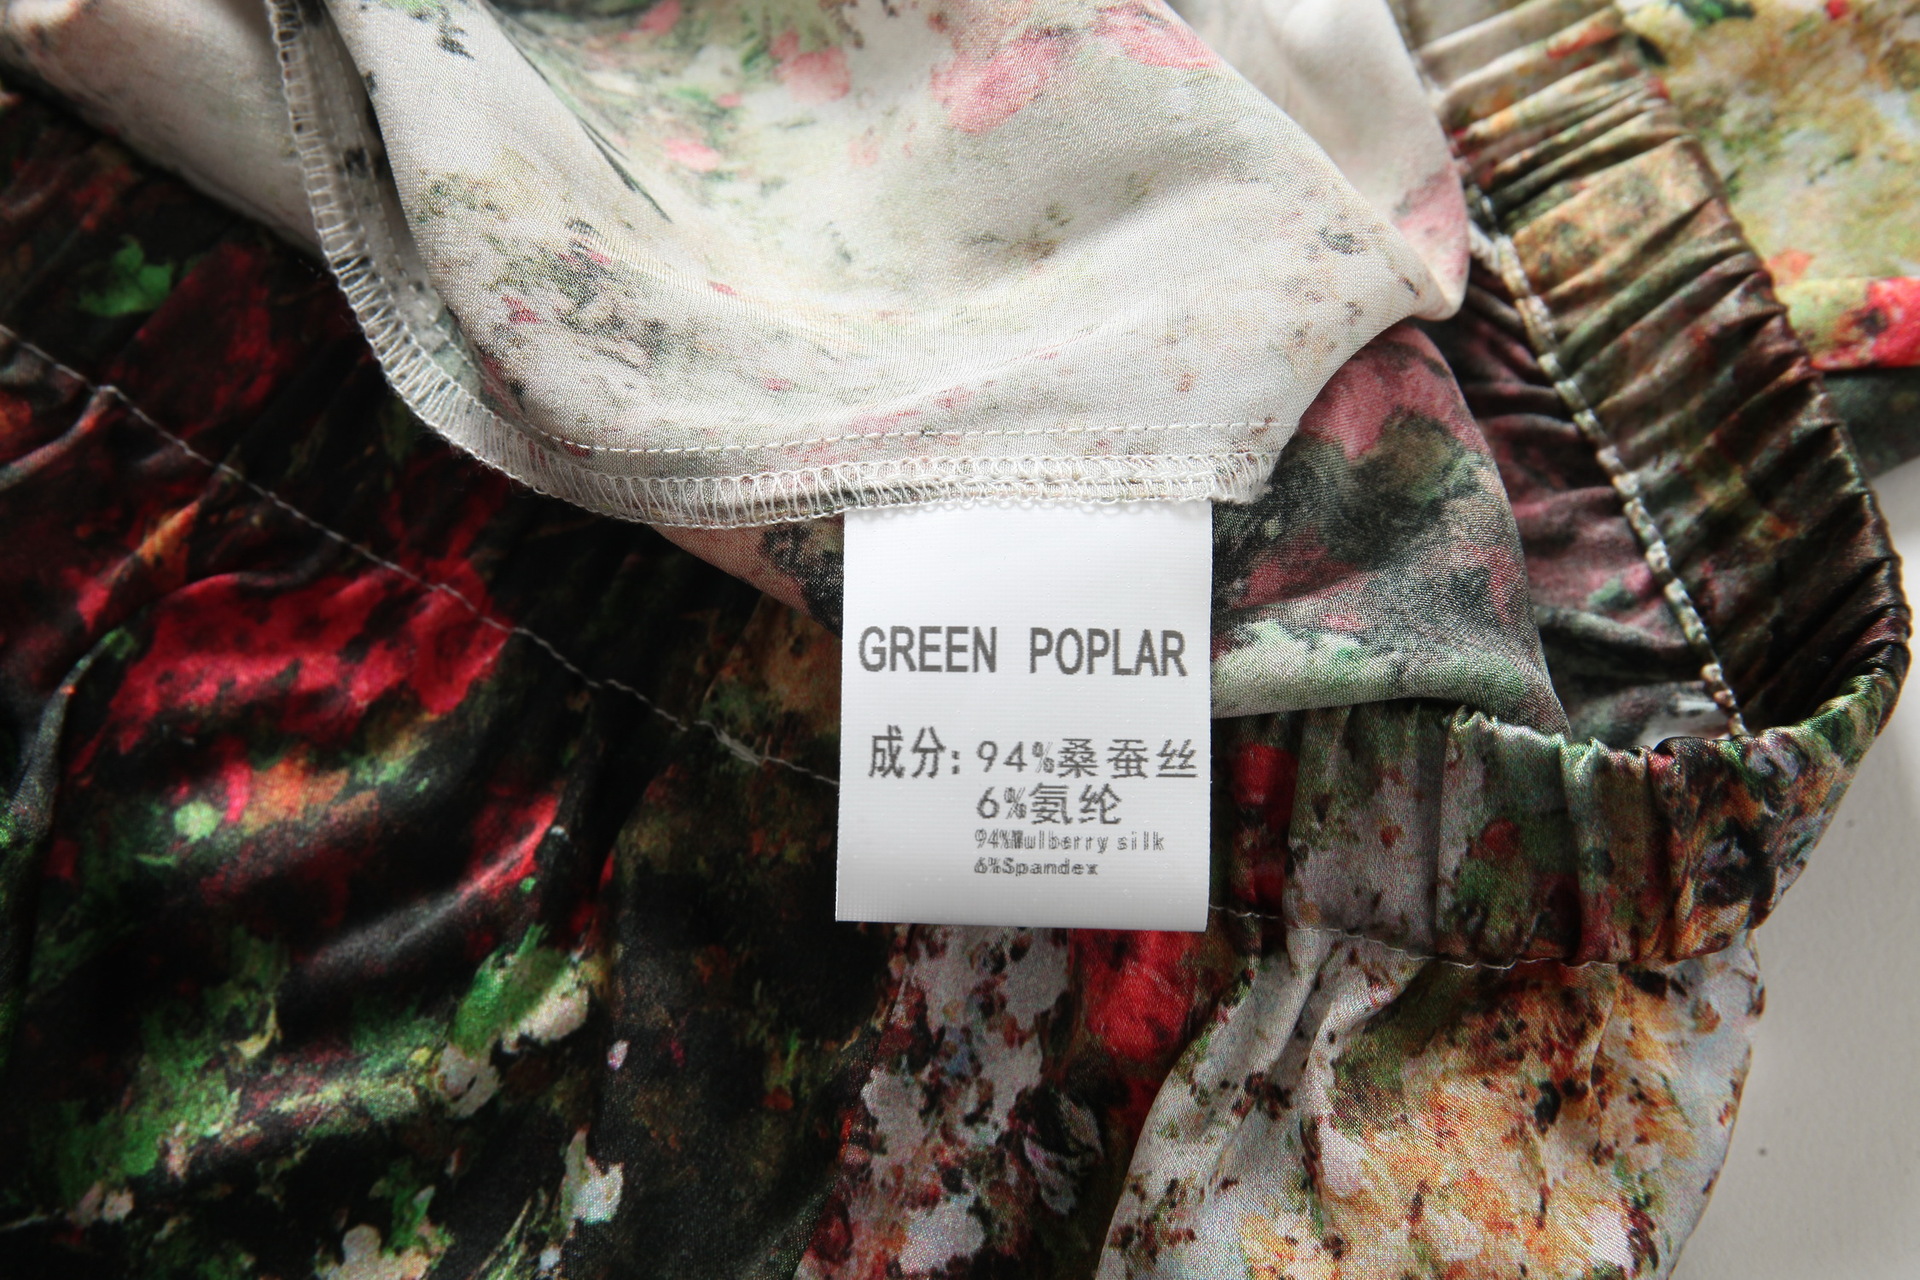 GREEN POPLAR
成分: 94%桑蚕丝
6%氨纶
94%Mulberry silk
6%Spandex